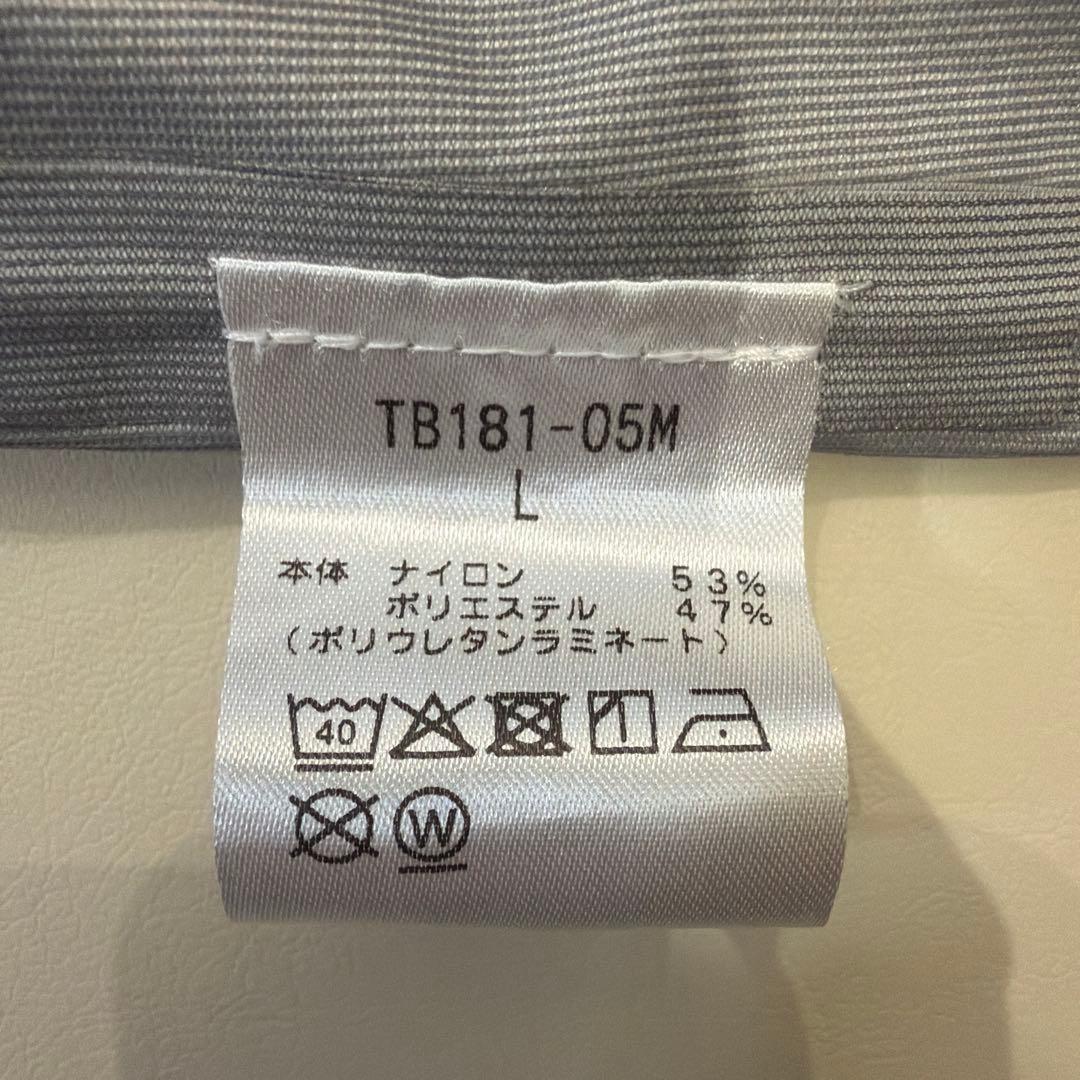 TB181-05M
L
本体 ナイロン 53%
ポリエステル 47%
(ポリウレタンラミネート)
40
W